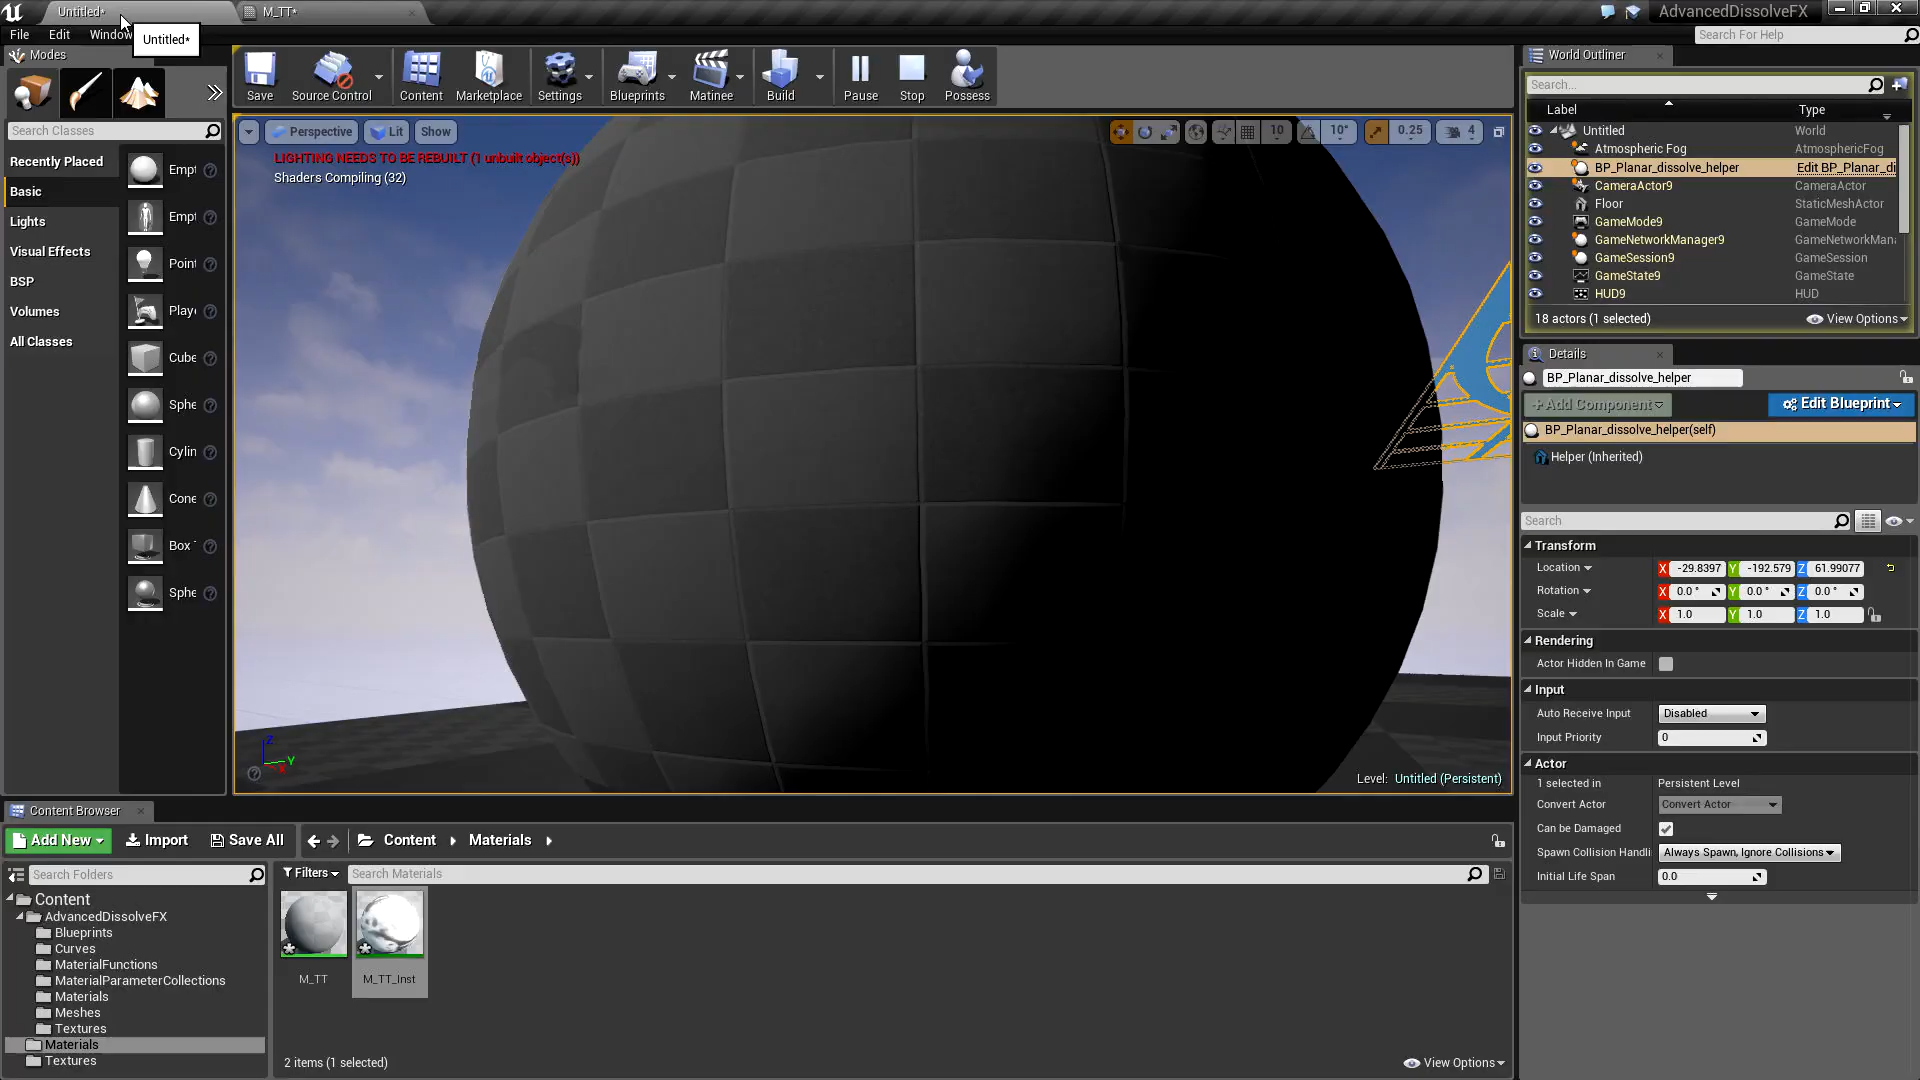 Untitled*
M_TT*
AdvancedDissolveFX
File
Edit
Window
Untitled*
Search For Help
Modes
Save
Source Control
Content
Marketplace
Settings
Blueprints
Matinee
Build
Pause
Stop
Possess
World Outliner
Search...
Label
Type
Search Classes
Perspective
Lit
Show
10
10°
0.25
4
LIGHTING NEEDS TO BE REBUILT (1 unbuilt object(s))
Shaders Compiling (32)
Untitled World
Atmospheric Fog AtmosphericFog
BP_Planar_dissolve_helper Edit BP_Planar_di
CameraActor9 CameraActor
Floor StaticMeshActor
GameMode9 GameMode
GameNetworkManager9 GameNetworkMana
GameSession9 GameSession
GameState9 GameState
HUD9 HUD
18 actors (1 selected)
View Options
Recently Placed
Basic
Lights
Visual Effects
BSP
Volumes
All Classes
Empt
Empt
Point
Playe
Cube
Sphe
Cylin
Cone
Box T
Sphe
Details
BP_Planar_dissolve_helper
+Add Component
Edit Blueprint
BP_Planar_dissolve_helper(self)
Helper (Inherited)
Search
Transform
Location X -29.8397 Y -192.579 Z 61.99077
Rotation X 0.0 ° Y 0.0 ° Z 0.0 °
Scale X 1.0 Y 1.0 Z 1.0
Rendering
Actor Hidden In Game
Input
Auto Receive Input Disabled
Input Priority 0
Actor
1 selected in Persistent Level
Convert Actor Convert Actor
Can be Damaged
Spawn Collision Handli Always Spawn, Ignore Collisions
Initial Life Span 0.0
Z
Y
X
Level: Untitled (Persistent)
Content Browser
Add New
Import
Save All
Content
Materials
Search Folders
Filters
Search Materials
Content
AdvancedDissolveFX
Blueprints
Curves
MaterialFunctions
MaterialParameterCollections
Materials
Meshes
Textures
Materials
Textures
M_TT
M_TT_Inst
2 items (1 selected)
View Options